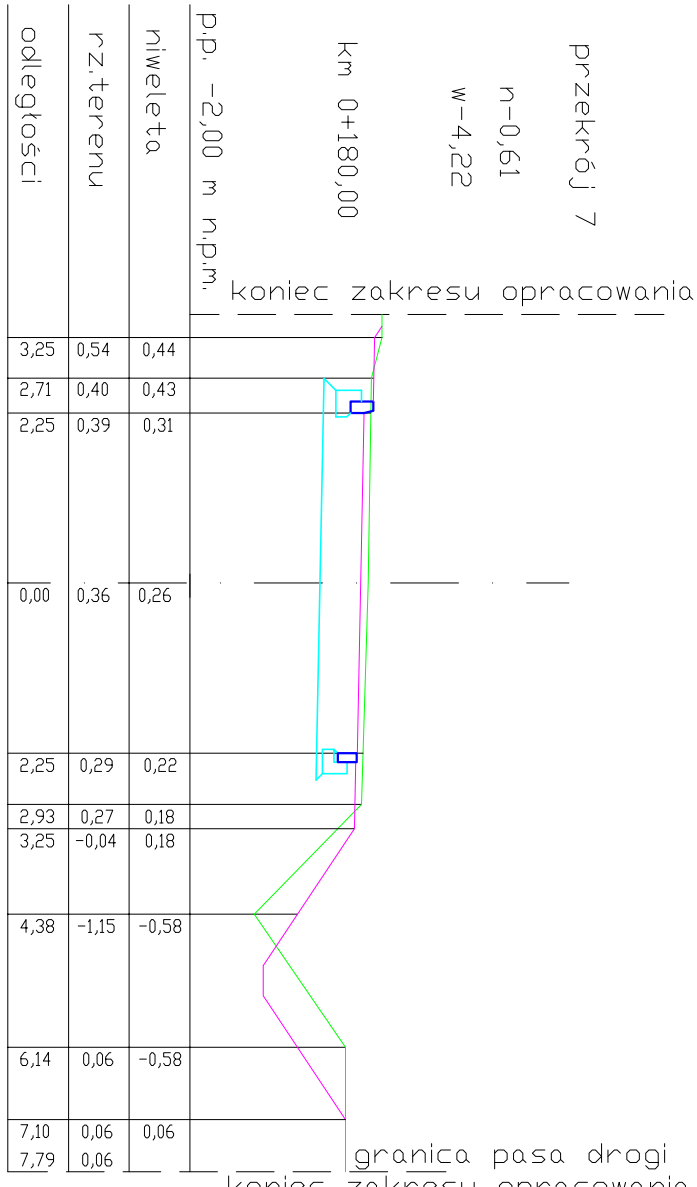 przekrój 7
n-0,61
w-4,22
km 0+180,00
p.p. -2,00 m n.p.m.
niweleta
rz.terenu
odległości
koniec zakresu opracowania
3,25 0,54 0,44
2,71 0,40 0,43
2,25 0,39 0,31
0,00 0,36 0,26
2,25 0,29 0,22
2,93 0,27 0,18
3,25 -0,04 0,18
4,38 -1,15 -0,58
6,14 0,06 -0,58
7,10 0,06 0,06
7,79 0,06
granica pasa drogi
koniec zakresu opracowania